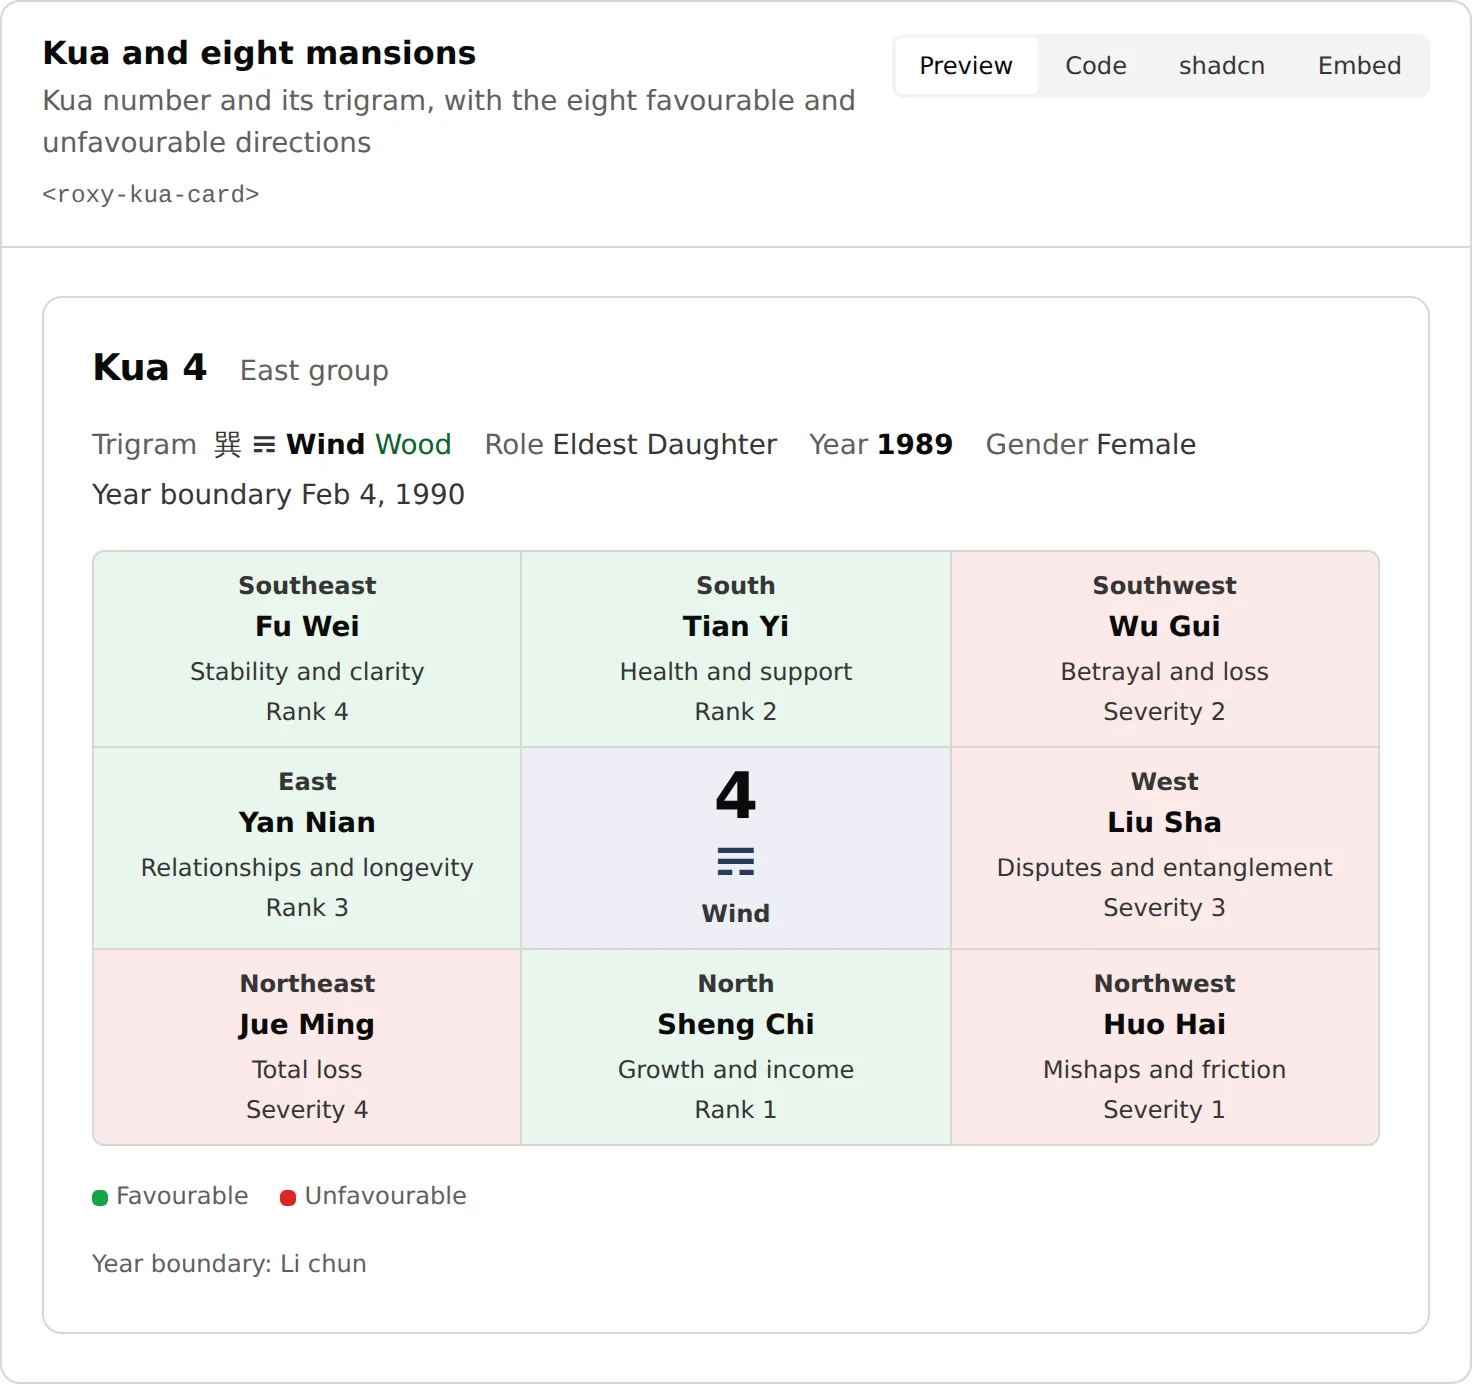 Kua and eight mansions
Kua number and its trigram, with the eight favourable and
unfavourable directions
<roxy-kua-card>
Preview Code shadcn Embed
Kua 4 East group
Trigram 巽 ☴ Wind Wood Role Eldest Daughter Year 1989 Gender Female
Year boundary Feb 4, 1990
Southeast
Fu Wei
Stability and clarity
Rank 4
South
Tian Yi
Health and support
Rank 2
Southwest
Wu Gui
Betrayal and loss
Severity 2
East
Yan Nian
Relationships and longevity
Rank 3
4
☴
Wind
West
Liu Sha
Disputes and entanglement
Severity 3
Northeast
Jue Ming
Total loss
Severity 4
North
Sheng Chi
Growth and income
Rank 1
Northwest
Huo Hai
Mishaps and friction
Severity 1
Favourable Unfavourable
Year boundary: Li chun